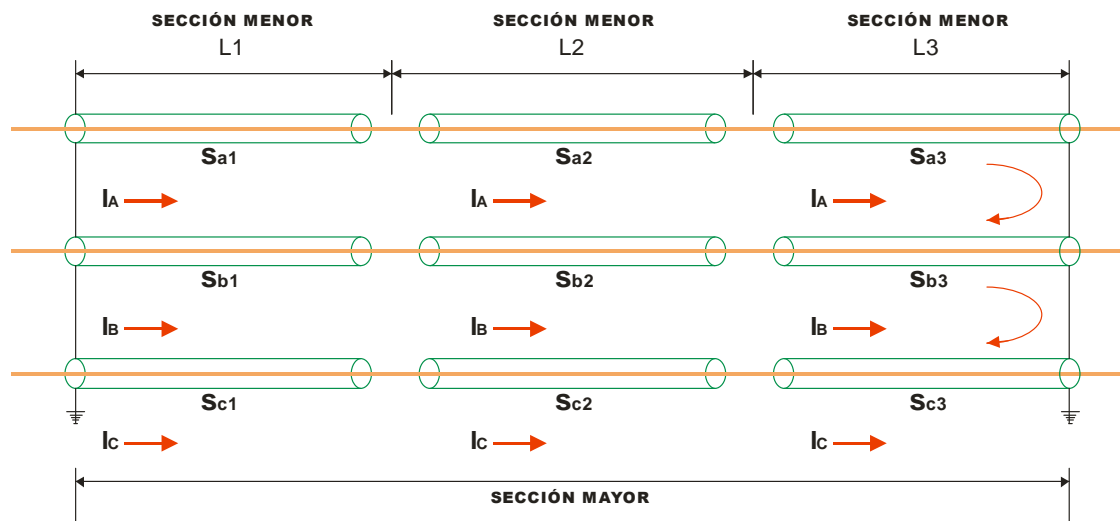 SECCIÓN MENOR SECCIÓN MENOR SECCIÓN MENOR
L1 L2 L3
Sa1 Sa2 Sa3
IA IA IA
Sb1 Sb2 Sb3
IB IB IB
Sc1 Sc2 Sc3
IC IC IC
SECCIÓN MAYOR